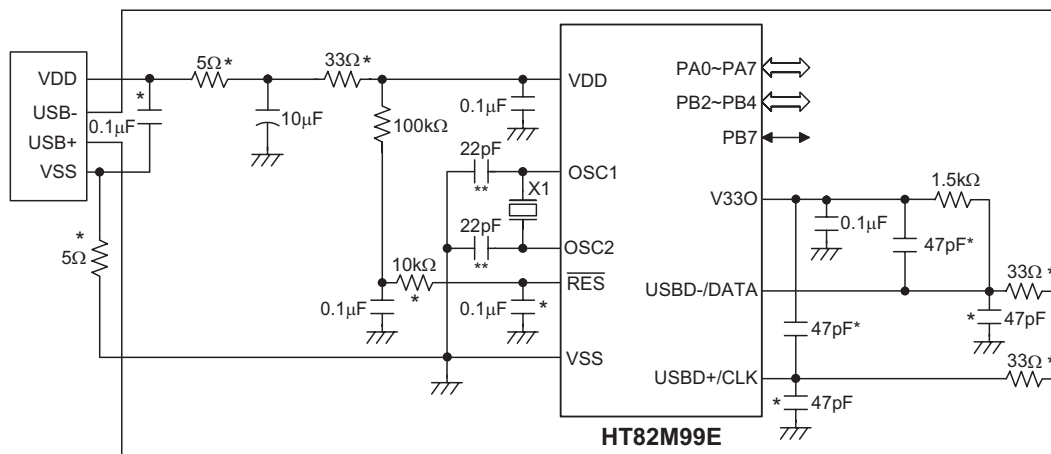 VDD
USB-
USB+
VSS
*
0.1µF
5Ω*
10µF
33Ω*
100kΩ
0.1µF
*
5Ω
22pF
**
22pF
**
X1
10kΩ
*
0.1µF
0.1µF
*
VDD
OSC1
OSC2
RES
VSS
PA0~PA7
PB2~PB4
PB7
V33O
USBD-/DATA
USBD+/CLK
HT82M99E
0.1µF
47pF*
1.5kΩ
33Ω*
*
47pF
47pF*
33Ω*
*
47pF